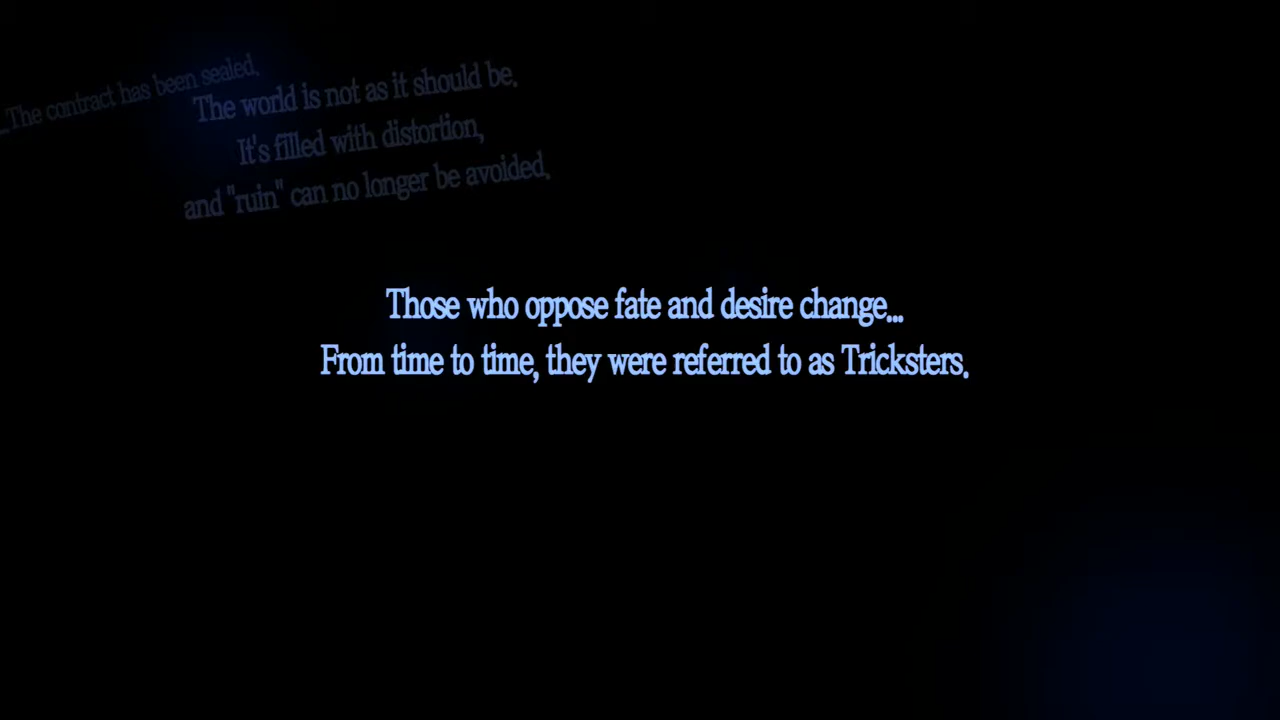 _The contract has been sealed.
The world is not as it should be.
It's filled with distortion,
and "ruin" can no longer be avoided.
Those who oppose fate and desire change...
From time to time, they were referred to as Tricksters.